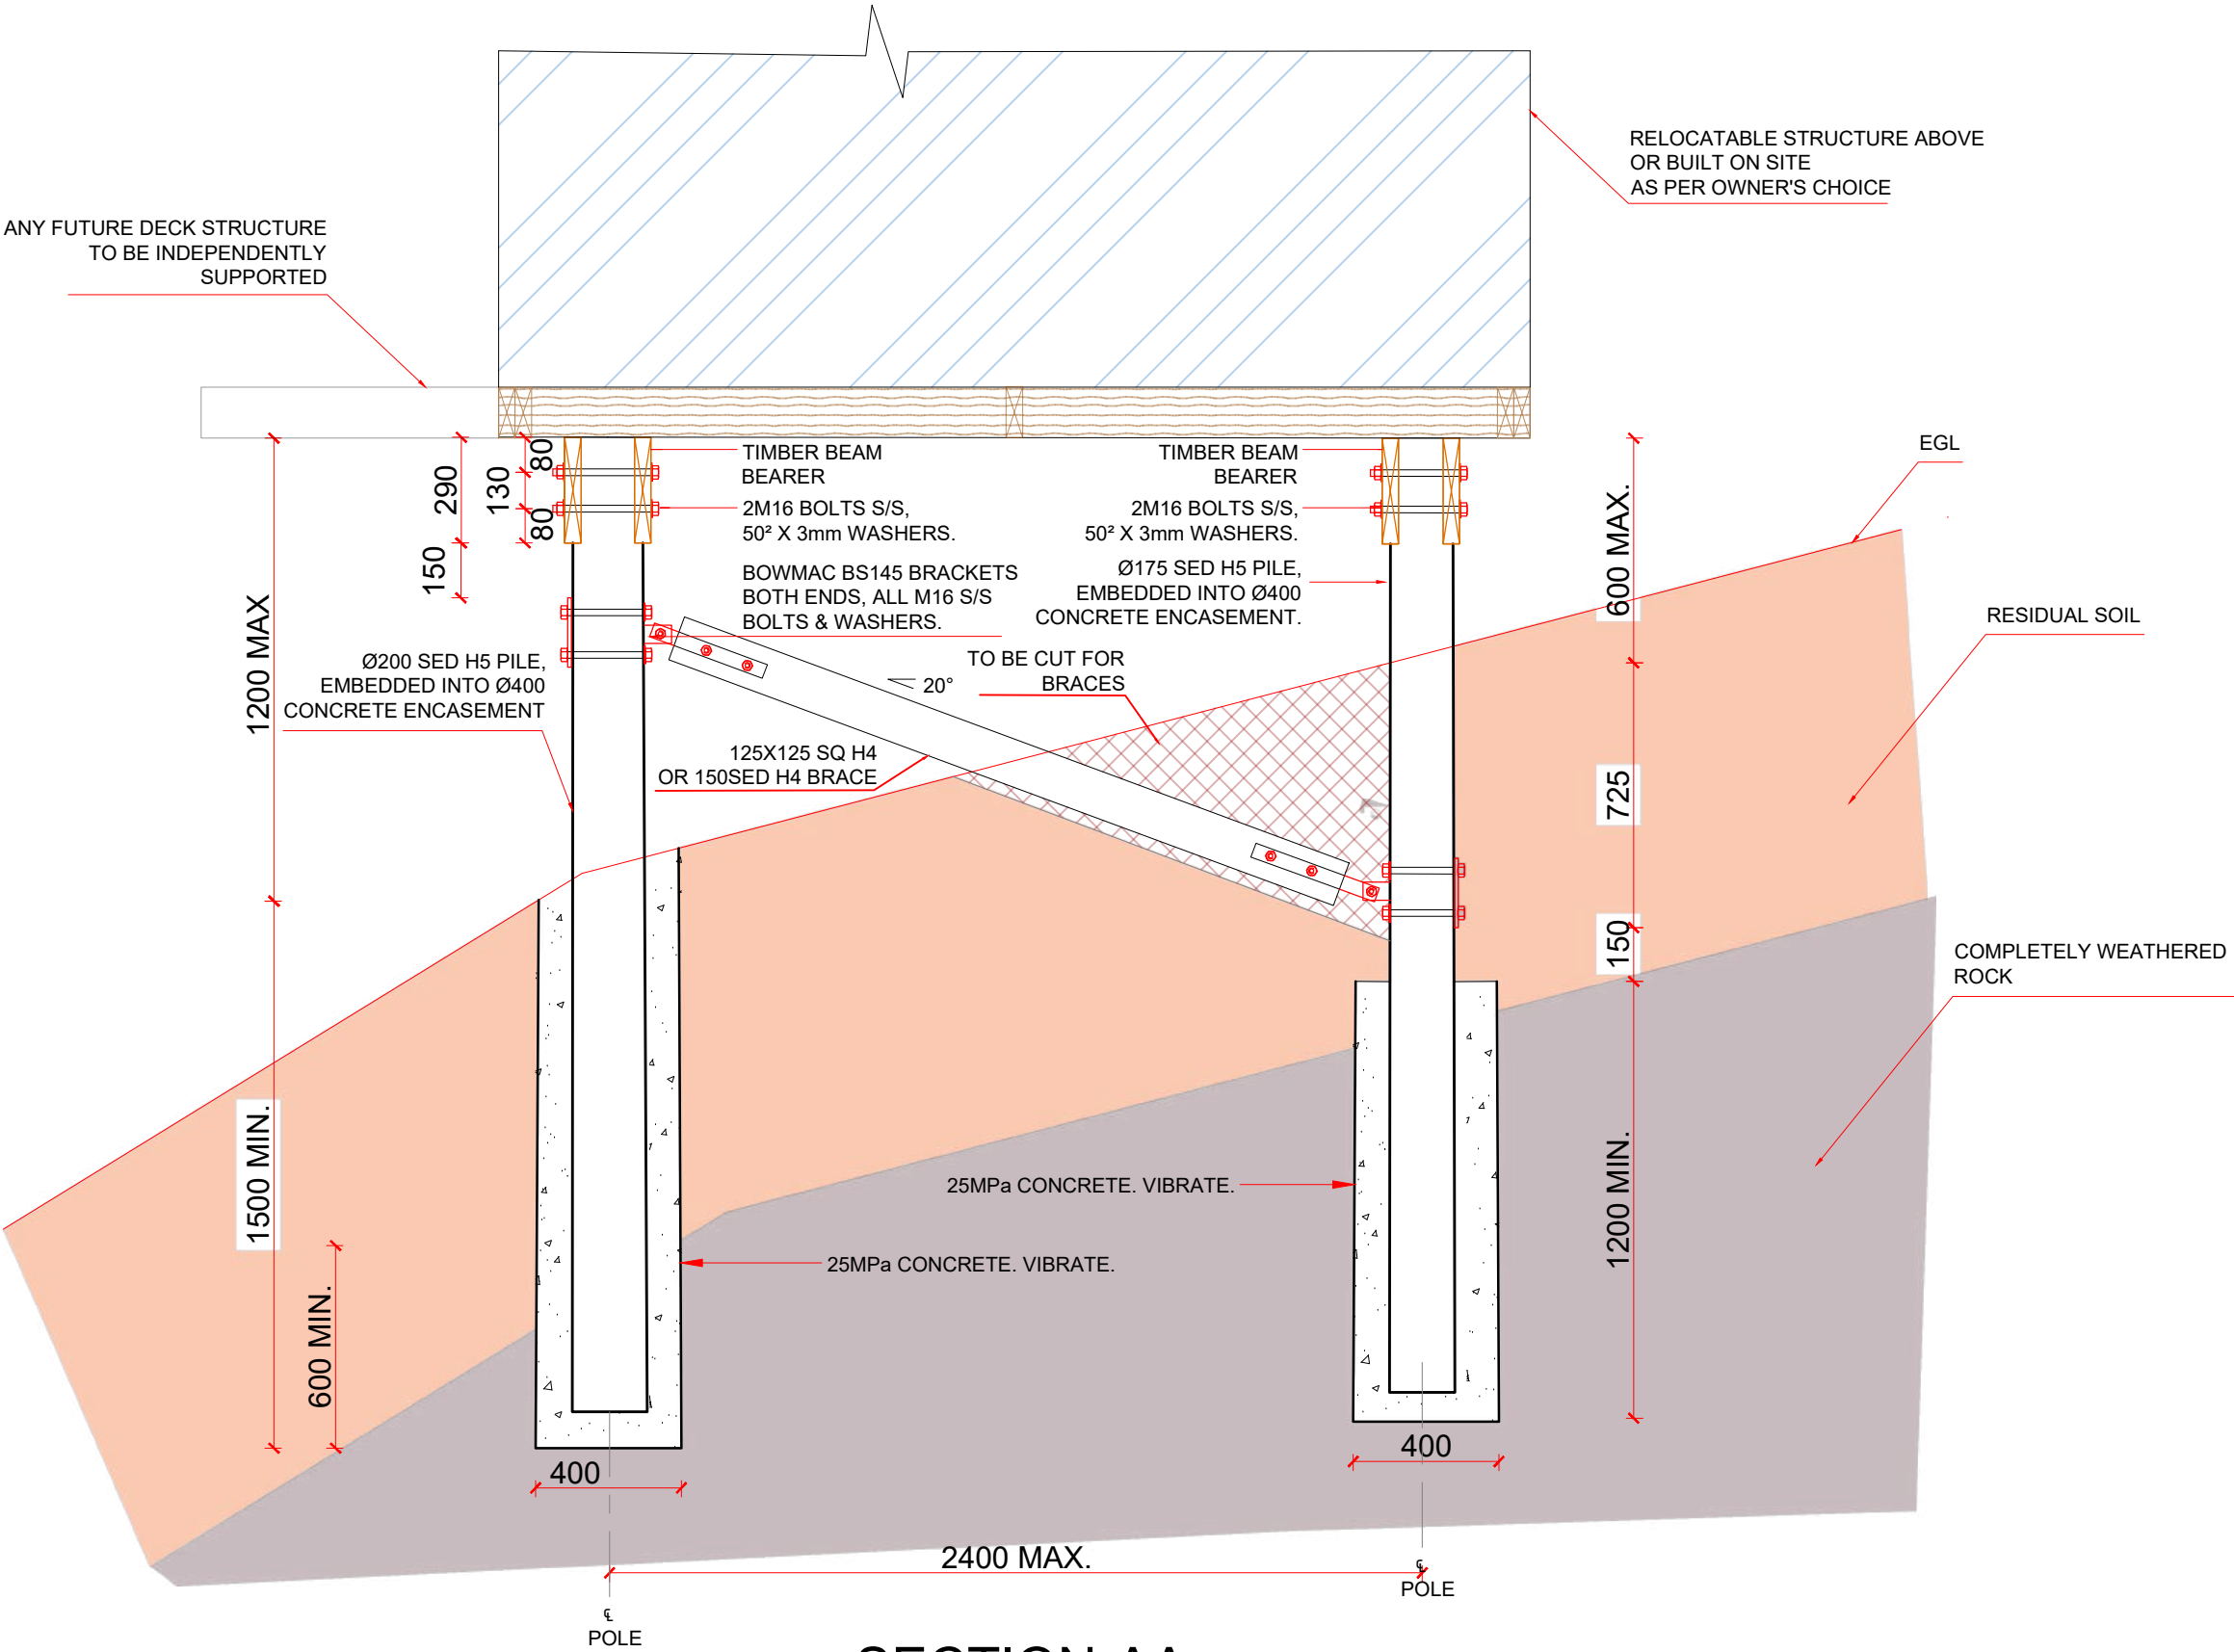 RELOCATABLE STRUCTURE ABOVE
OR BUILT ON SITE
AS PER OWNER'S CHOICE
ANY FUTURE DECK STRUCTURE
TO BE INDEPENDENTLY
SUPPORTED
EGL
RESIDUAL SOIL
COMPLETELY WEATHERED
ROCK
TIMBER BEAM
BEARER
2M16 BOLTS S/S,
50² X 3mm WASHERS.
BOWMAC BS145 BRACKETS
BOTH ENDS, ALL M16 S/S
BOLTS & WASHERS.
TIMBER BEAM
BEARER
2M16 BOLTS S/S,
50² X 3mm WASHERS.
Ø175 SED H5 PILE,
EMBEDDED INTO Ø400
CONCRETE ENCASEMENT.
Ø200 SED H5 PILE,
EMBEDDED INTO Ø400
CONCRETE ENCASEMENT
TO BE CUT FOR
BRACES
20°
125X125 SQ H4
OR 150SED H4 BRACE
25MPa CONCRETE. VIBRATE.
25MPa CONCRETE. VIBRATE.
80
130
80
290
150
1200 MAX
1500 MIN.
600 MIN.
600 MAX.
725
150
1200 MIN.
400
400
2400 MAX.
℄
POLE
℄
POLE
SECTION AA